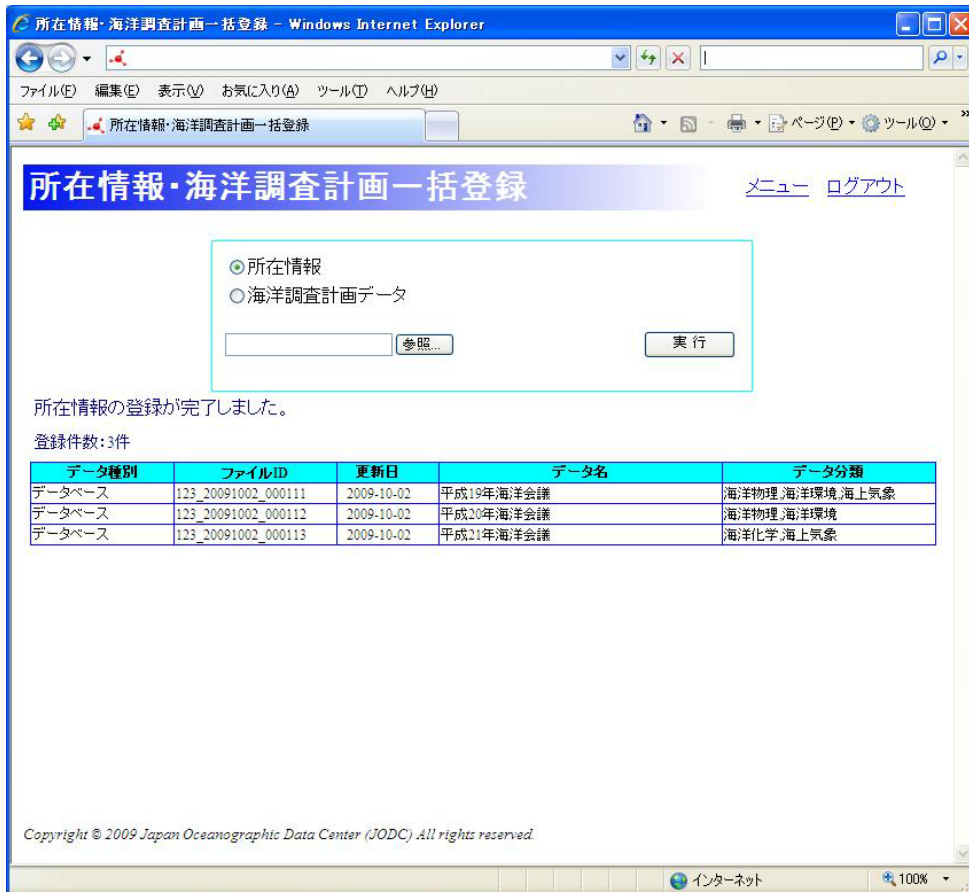 所在情報・海洋調査計画一括登録 - Windows Internet Explorer
ファイル(F) 編集(E) 表示(V) お気に入り(A) ツール(T) ヘルプ(H)
所在情報・海洋調査計画一括登録 ページ(P) ツール(O) »
所在情報・海洋調査計画一括登録 メニュー ログアウト
所在情報
海洋調査計画データ
参照... 実行
所在情報の登録が完了しました。
登録件数:3件
データ種別 ファイルID 更新日 データ名 データ分類
データベース 123_20091002_000111 2009-10-02 平成19年海洋会議 海洋物理,海洋環境,海上気象
データベース 123_20091002_000112 2009-10-02 平成20年海洋会議 海洋物理,海洋環境
データベース 123_20091002_000113 2009-10-02 平成21年海洋会議 海洋化学,海上気象
Copyright © 2009 Japan Oceanographic Data Center (JODC) All rights reserved.
インターネット 100%